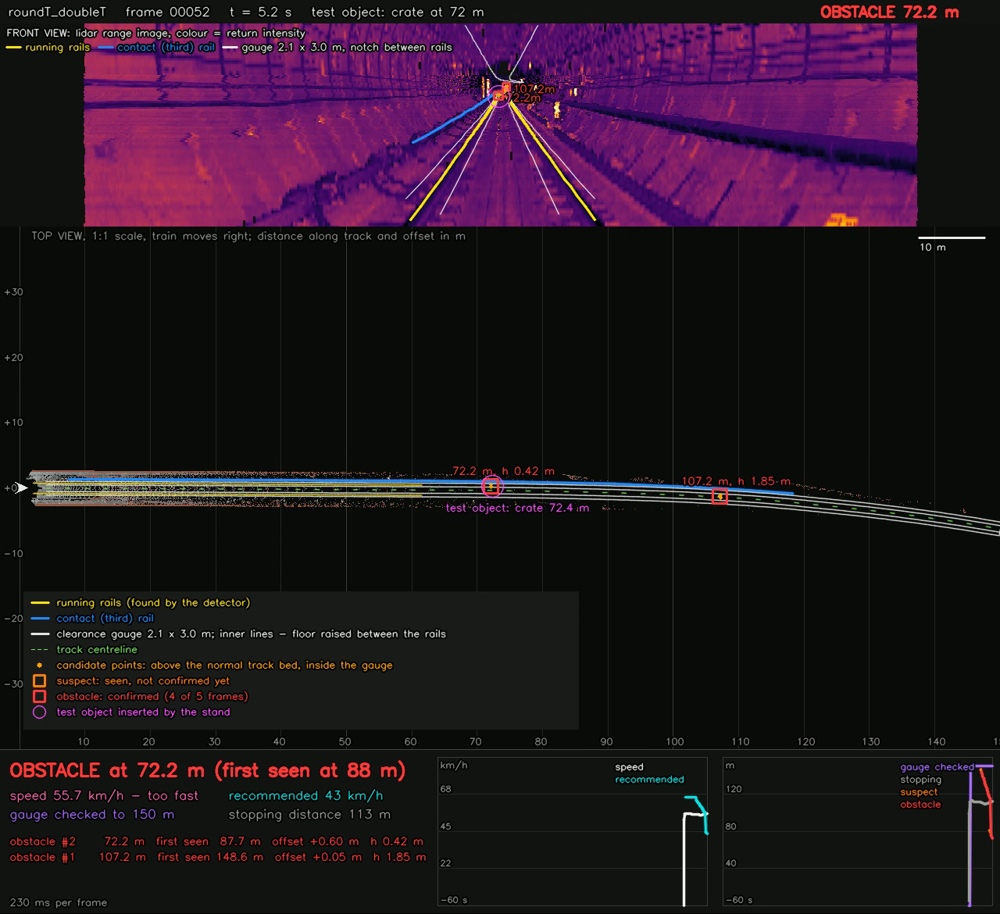 roundT_doubleT frame 00052 t = 5.2 s test object: crate at 72 m OBSTACLE 72.2 m
FRONT VIEW: lidar range image, colour = return intensity
running rails contact (third) rail gauge 2.1 x 3.0 m, notch between rails
107.2m
72.2m
TOP VIEW, 1:1 scale, train moves right; distance along track and offset in m
10 m
+30
+20
+10
+0
-10
-20
-30
72.2 m, h 0.42 m
107.2 m, h 1.85 m
test object: crate 72.4 m
running rails (found by the detector)
contact (third) rail
clearance gauge 2.1 x 3.0 m; inner lines – floor raised between the rails
track centreline
candidate points: above the normal track bed, inside the gauge
suspect: seen, not confirmed yet
obstacle: confirmed (4 of 5 frames)
test object inserted by the stand
10 20 30 40 50 60 70 80 90 100 110 120 130 140
OBSTACLE at 72.2 m (first seen at 88 m)
speed 55.7 km/h – too fast recommended 43 km/h
gauge checked to 150 m stopping distance 113 m
obstacle #2 72.2 m first seen 87.7 m offset +0.60 m h 0.42 m
obstacle #1 107.2 m first seen 148.6 m offset +0.05 m h 1.85 m
230 ms per frame
km/h
speed
recommended
68
45
22
-60 s
m
gauge checked
stopping
suspect
obstacle
120
80
40
-60 s